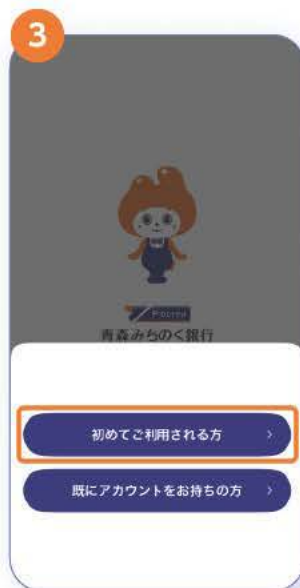 3
青森みちのく銀行
初めてご利用される方
既にアカウントをお持ちの方